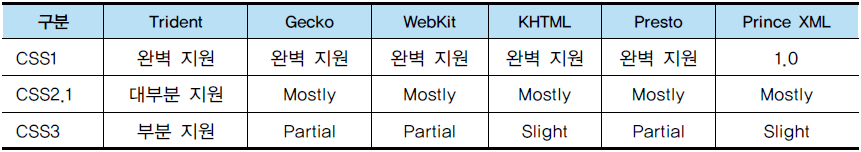 구분 Trident Gecko WebKit KHTML Presto Prince XML
CSS1 완벽 지원 완벽 지원 완벽 지원 완벽 지원 완벽 지원 1.0
CSS2.1 대부분 지원 Mostly Mostly Mostly Mostly Mostly
CSS3 부분 지원 Partial Partial Slight Partial Slight